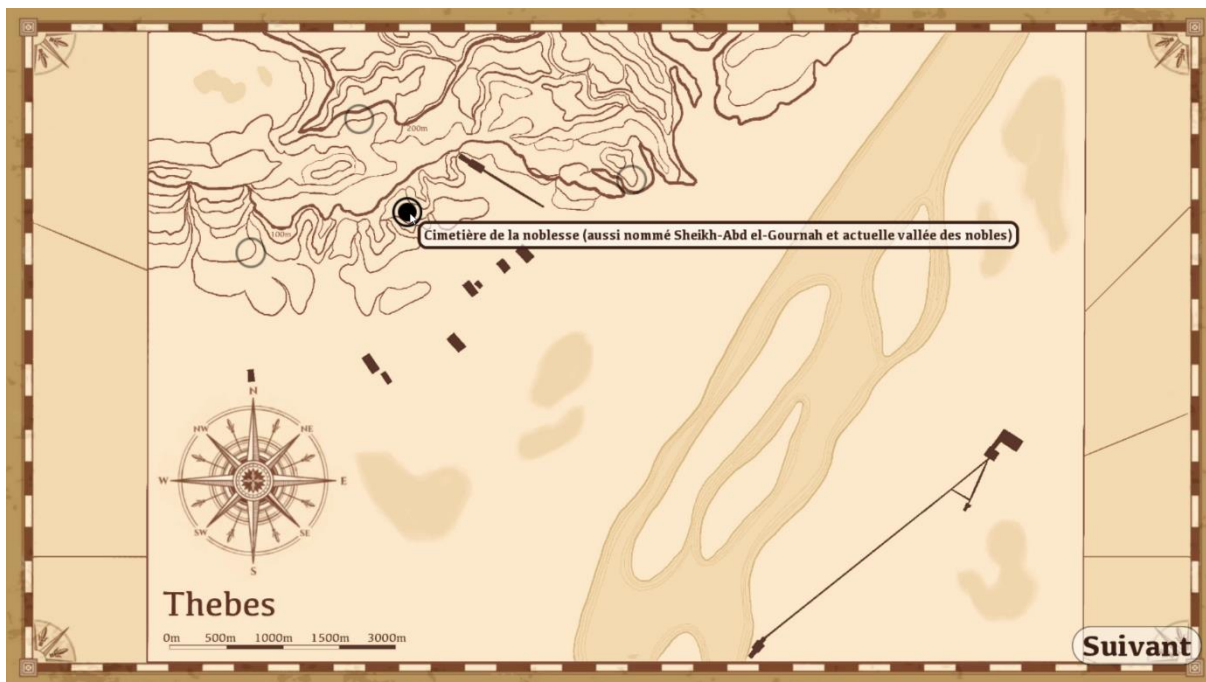 200m
Cimetière de la noblesse (aussi nommé Sheikh-Abd el-Gournah et actuelle vallée des nobles)
100m
N
NW NE
W E
SW SE
S
Thebes
0m 500m 1000m 1500m 3000m
Suivant